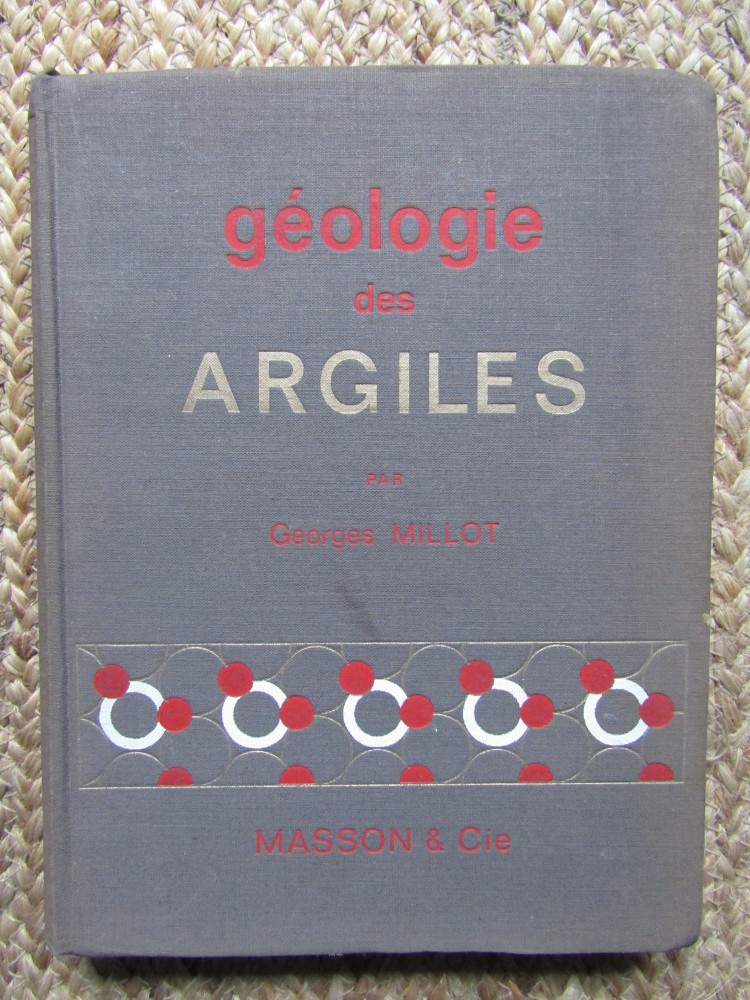 géologie
des
ARGILES
PAR
Georges MILLOT
MASSON & Cie